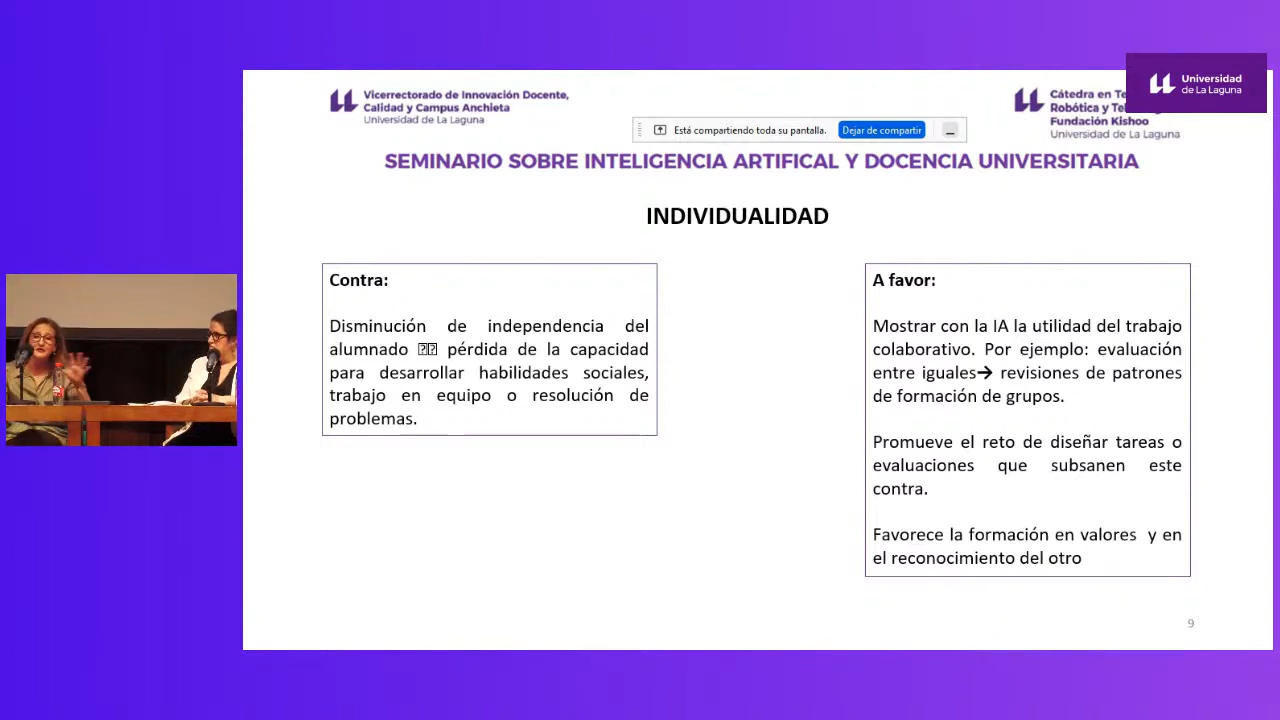 Vicerrectorado de Innovación Docente,
Calidad y Campus Anchieta
Universidad de La Laguna
Cátedra en Te
Robótica y Te
Fundación Kishoo
Universidad de La Laguna
Universidad
de La Laguna
Está compartiendo toda su pantalla. Dejar de compartir
SEMINARIO SOBRE INTELIGENCIA ARTIFICAL Y DOCENCIA UNIVERSITARIA
INDIVIDUALIDAD
Contra:
Disminución de independencia del
alumnado ⍰⍰ pérdida de la capacidad
para desarrollar habilidades sociales,
trabajo en equipo o resolución de
problemas.
A favor:
Mostrar con la IA la utilidad del trabajo
colaborativo. Por ejemplo: evaluación
entre iguales→ revisiones de patrones
de formación de grupos.
Promueve el reto de diseñar tareas o
evaluaciones que subsanen este
contra.
Favorece la formación en valores y en
el reconocimiento del otro
9